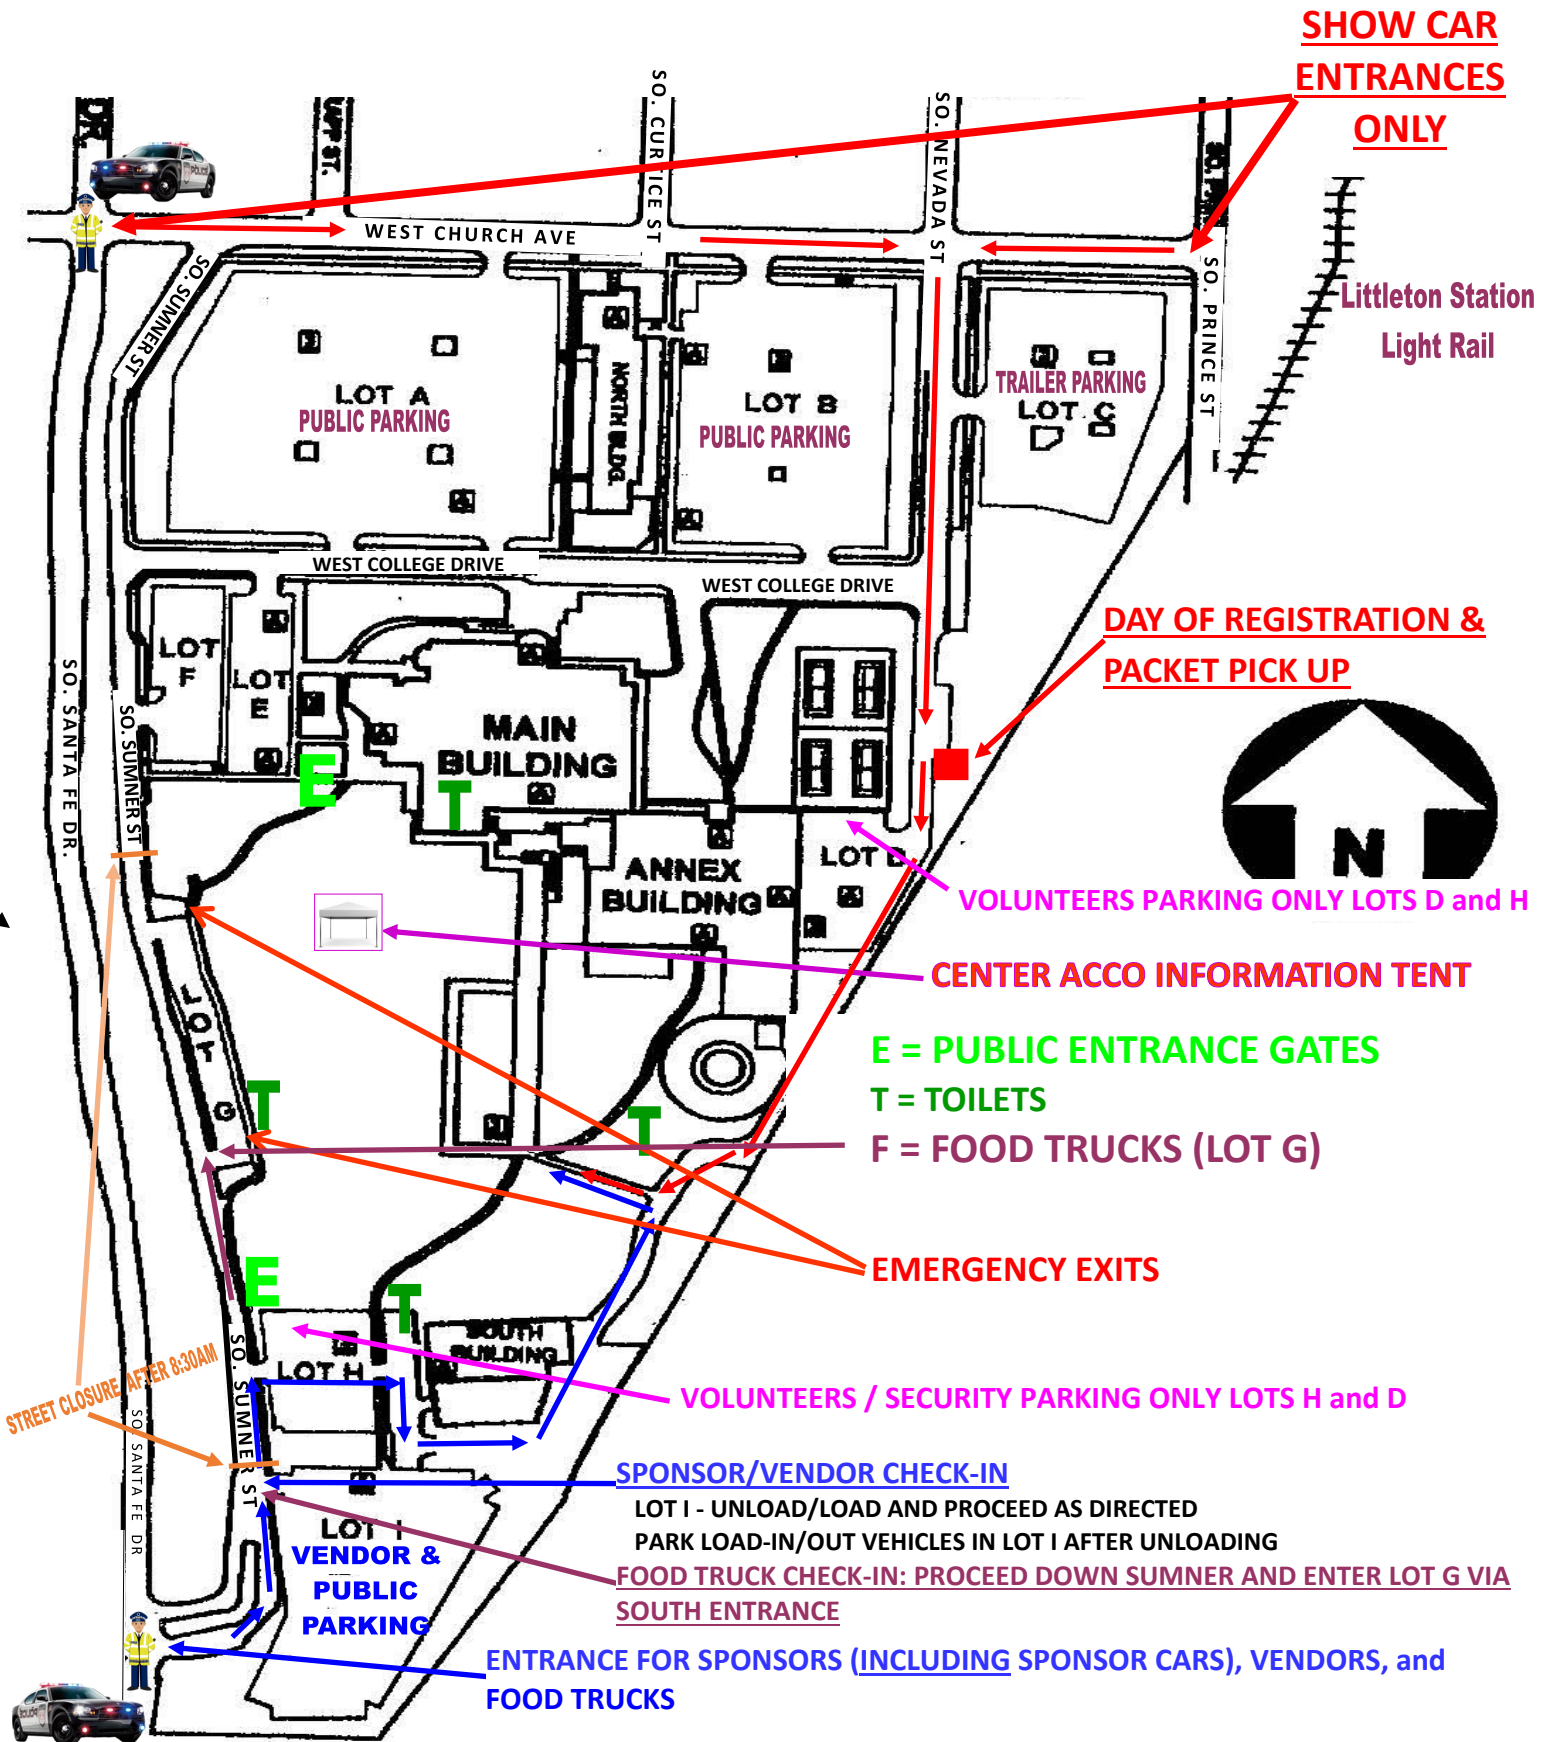 SHOW CAR
ENTRANCES
ONLY
DR.
ST.
SO. CURTICE ST
SO. NEVADA ST
WEST CHURCH AVE
SO. SUMNER ST
SO. PRINCE ST
Littleton Station
Light Rail
LOT A
PUBLIC PARKING
NORTH BLDG.
LOT B
PUBLIC PARKING
TRAILER PARKING
LOT C
WEST COLLEGE DRIVE
WEST COLLEGE DRIVE
DAY OF REGISTRATION &
PACKET PICK UP
LOT
F
LOT
E
SO. SANTA FE DR.
SO. SUMNER ST
MAIN
BUILDING
E
T
N
ANNEX
BUILDING
LOT D
VOLUNTEERS PARKING ONLY LOTS D and H
CENTER ACCO INFORMATION TENT
LOT
G
E = PUBLIC ENTRANCE GATES
T = TOILETS
F = FOOD TRUCKS (LOT G)
T
T
EMERGENCY EXITS
E
T
SOUTH
BUILDING
LOT H
STREET CLOSURE AFTER 8:30AM
SO. SUMNER ST
SO. SANTA FE DR
VOLUNTEERS / SECURITY PARKING ONLY LOTS H and D
SPONSOR/VENDOR CHECK-IN
LOT I - UNLOAD/LOAD AND PROCEED AS DIRECTED
PARK LOAD-IN/OUT VEHICLES IN LOT I AFTER UNLOADING
LOT I
VENDOR &
PUBLIC
PARKING
FOOD TRUCK CHECK-IN: PROCEED DOWN SUMNER AND ENTER LOT G VIA
SOUTH ENTRANCE
ENTRANCE FOR SPONSORS (INCLUDING SPONSOR CARS), VENDORS, and
FOOD TRUCKS